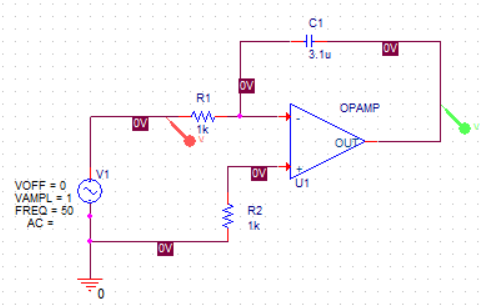 C1
3.1u
0V
0V
R1
1k
0V
OPAMP
-
OUT
+
U1
0V
V
V
V1
VOFF = 0
VAMPL = 1
FREQ = 50
AC =
R2
1k
0V
0